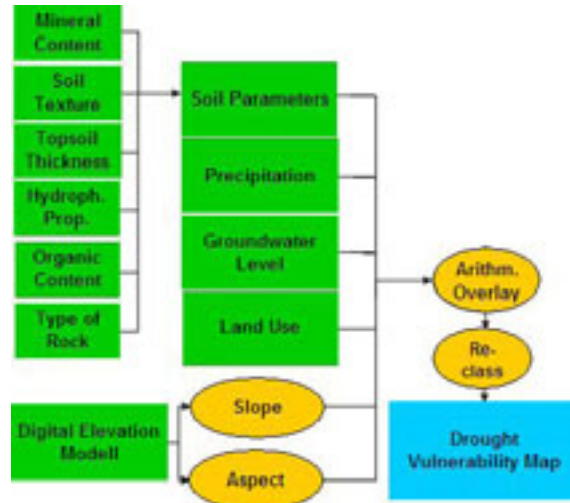 Mineral
Content
Soil
Texture
Topsoil
Thickness
Hydroph.
Prop.
Organic
Content
Type of
Rock
Soil Parameters
Precipitation
Groundwater
Level
Land Use
Digital Elevation
Modell
Slope
Aspect
Arithm.
Overlay
Re-
class
Drought
Vulnerability Map